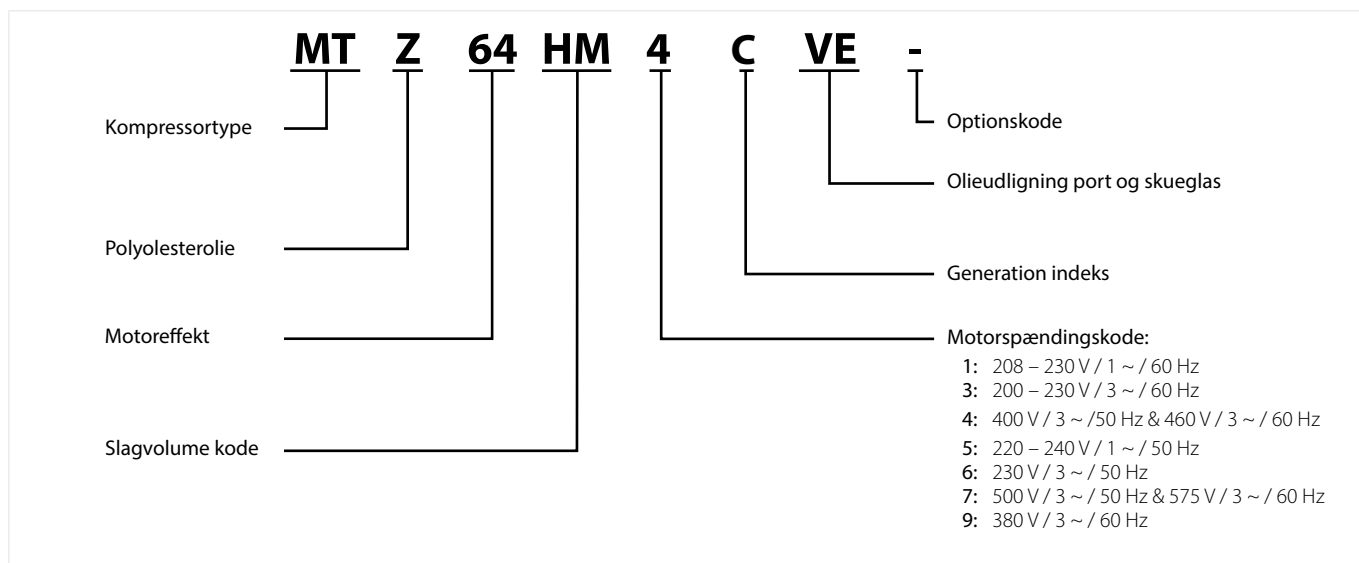 MT Z 64 HM 4 C VE -
Kompressortype
Polyolesterolie
Motoreffekt
Slagvolume kode
Optionskode
Olieudligning port og skueglas
Generation indeks
Motorspændingskode:
1: 208 – 230 V / 1 ~ / 60 Hz
3: 200 – 230 V / 3 ~ / 60 Hz
4: 400 V / 3 ~ /50 Hz & 460 V / 3 ~ / 60 Hz
5: 220 – 240 V / 1 ~ / 50 Hz
6: 230 V / 3 ~ / 50 Hz
7: 500 V / 3 ~ / 50 Hz & 575 V / 3 ~ / 60 Hz
9: 380 V / 3 ~ / 60 Hz